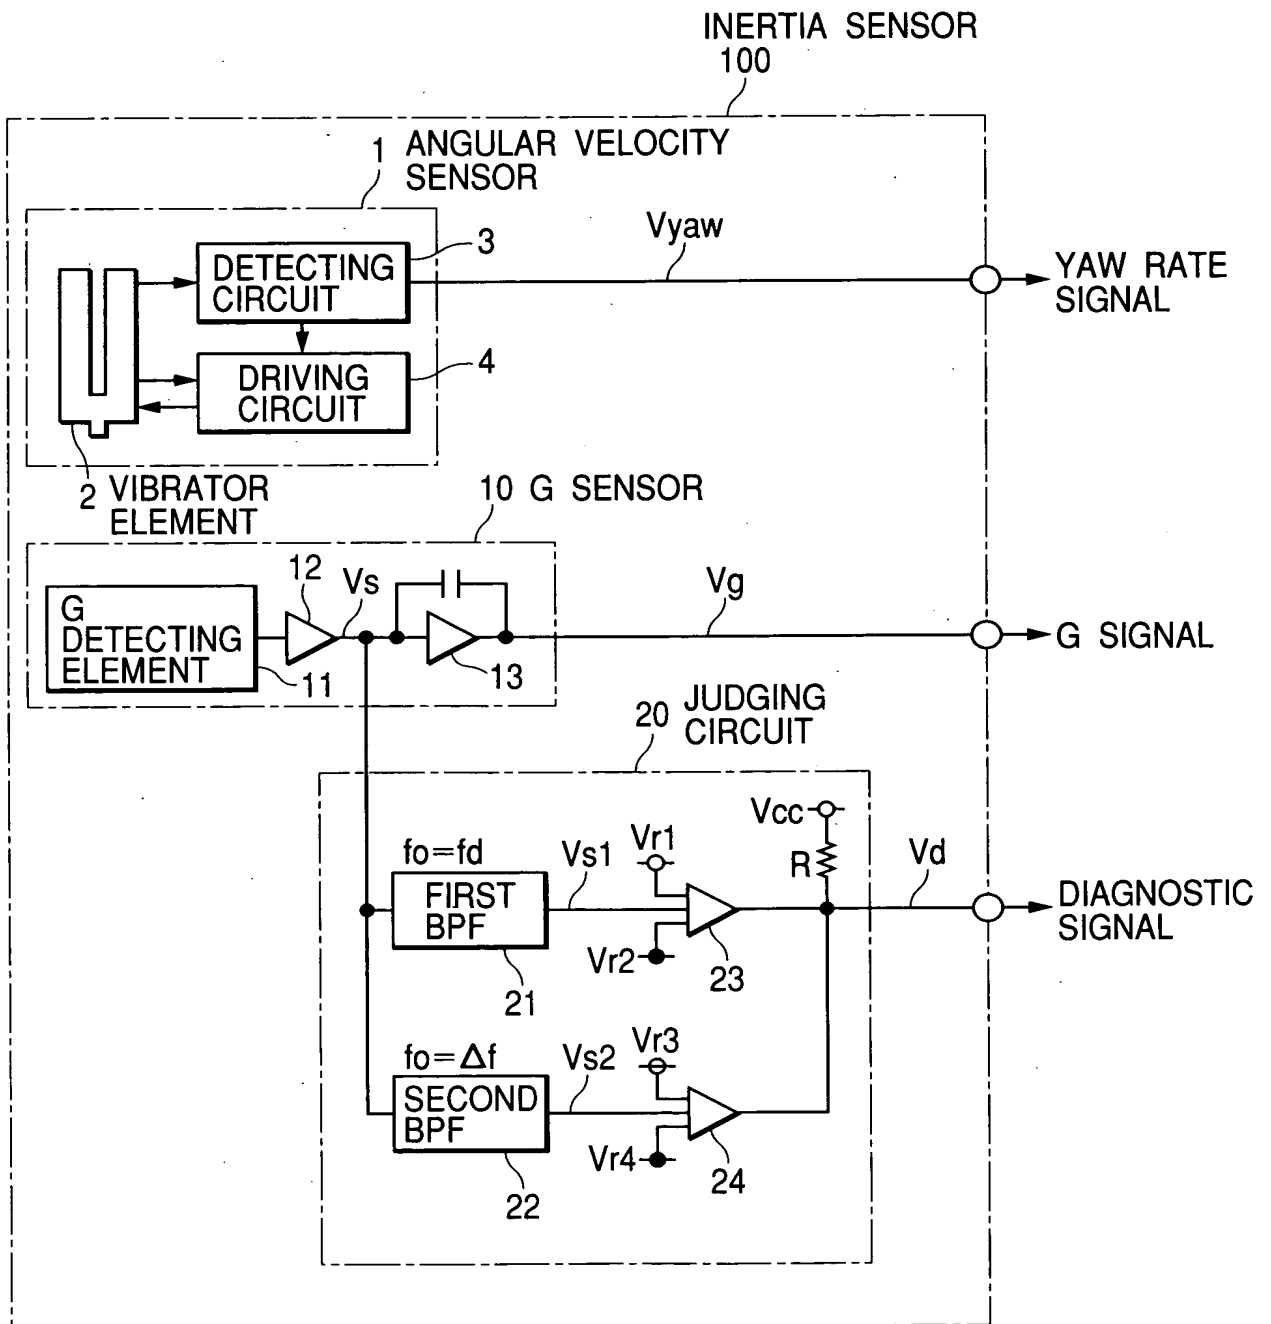 INERTIA SENSOR
100
1 ANGULAR VELOCITY
SENSOR
3
DETECTING
CIRCUIT
Vyaw
YAW RATE
SIGNAL
4
DRIVING
CIRCUIT
2 VIBRATOR
ELEMENT
10 G SENSOR
12
Vs
G
DETECTING
ELEMENT
11
13
Vg
G SIGNAL
20 JUDGING
CIRCUIT
Vcc
R
fo=fd
FIRST
BPF
21
Vs1
Vr1
Vr2
23
Vd
DIAGNOSTIC
SIGNAL
fo=Δf
SECOND
BPF
22
Vs2
Vr3
Vr4
24